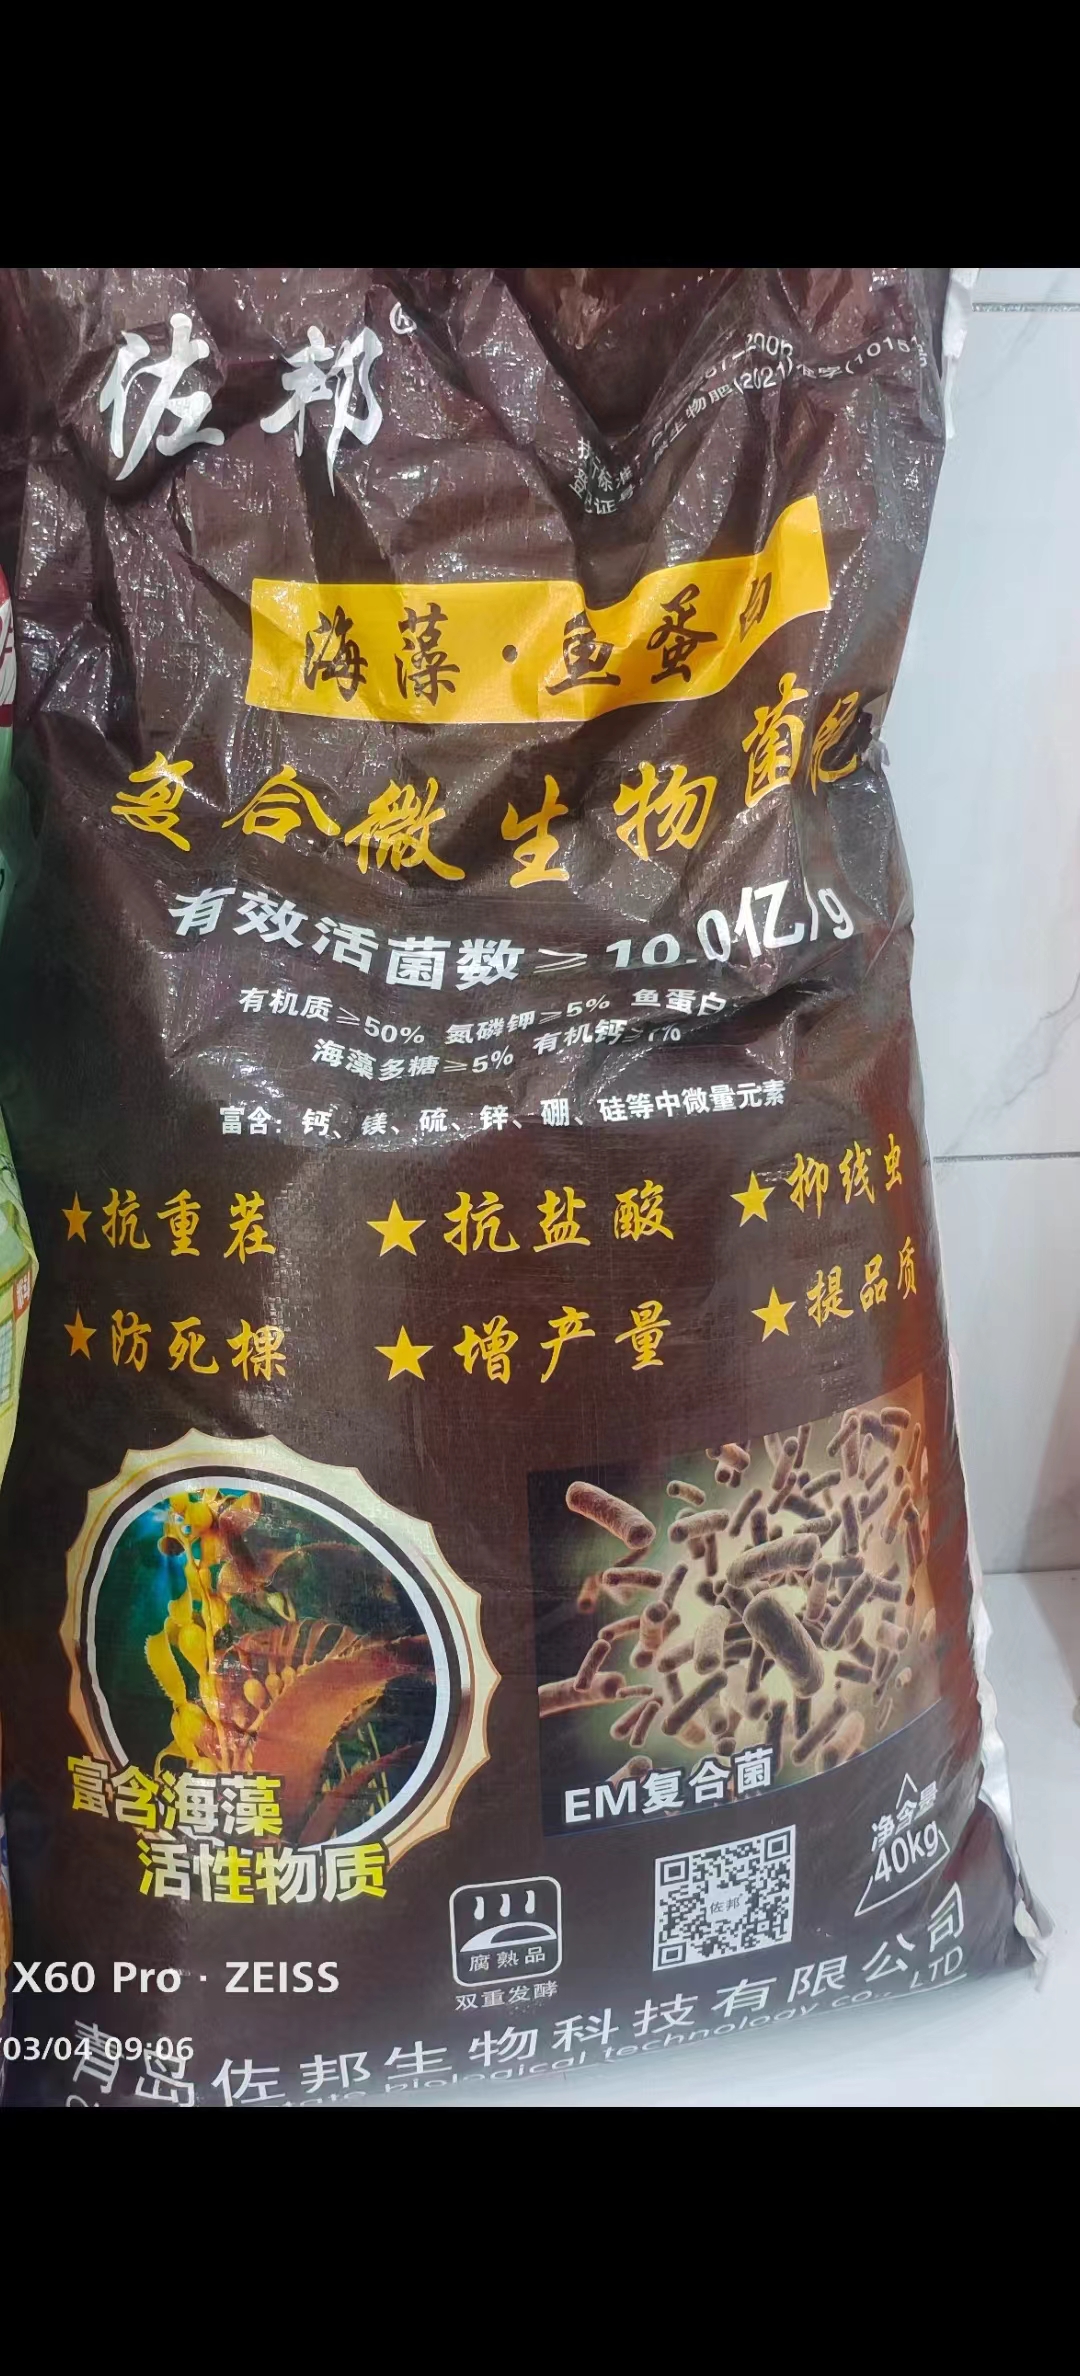 佐邦
海藻·鱼蛋白
复合微生物菌肥
有效活菌数≥10.0亿/g
有机质≥50% 氮磷钾≥5% 鱼蛋白
海藻多糖≥5% 有机钙≥1%
富含：钙、镁、硫、锌、硼、硅等中微量元素
★抗重茬 ★抗盐酸 ★抑线虫
★防死棵 ★增产量 ★提品质
富含海藻
活性物质
EM复合菌
净含量
40kg
佐邦
腐熟品
双重发酵
青岛佐邦生物科技有限公司
biological technology co., LTD
X60 Pro · ZEISS
/03/04 09:06